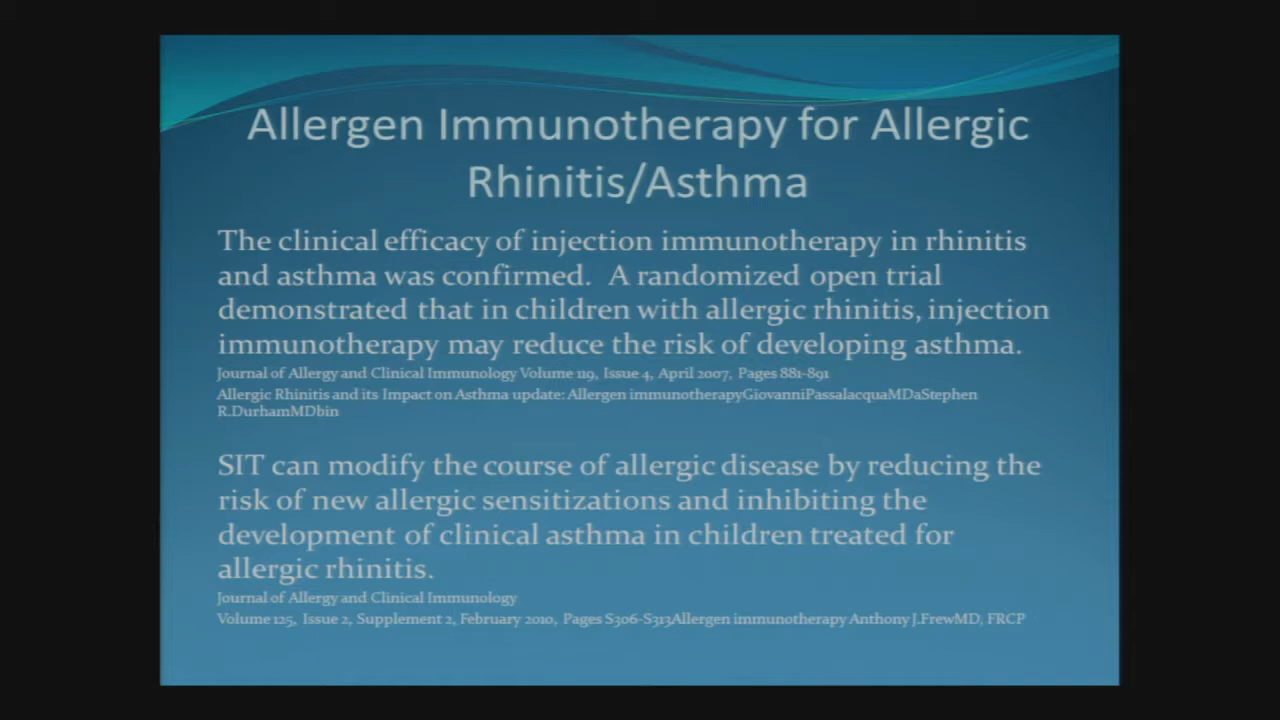 Allergen Immunotherapy for Allergic
Rhinitis/Asthma
The clinical efficacy of injection immunotherapy in rhinitis
and asthma was confirmed.  A randomized open trial
demonstrated that in children with allergic rhinitis, injection
immunotherapy may reduce the risk of developing asthma.
Journal of Allergy and Clinical Immunology Volume 119, Issue 4, April 2007, Pages 881-891
Allergic Rhinitis and its Impact on Asthma update: Allergen immunotherapyGiovanniPassalacquaMDaStephen
R.DurhamMDbin
SIT can modify the course of allergic disease by reducing the
risk of new allergic sensitizations and inhibiting the
development of clinical asthma in children treated for
allergic rhinitis.
Journal of Allergy and Clinical Immunology
Volume 125, Issue 2, Supplement 2, February 2010, Pages S306-S313Allergen immunotherapy Anthony J.FrewMD, FRCP